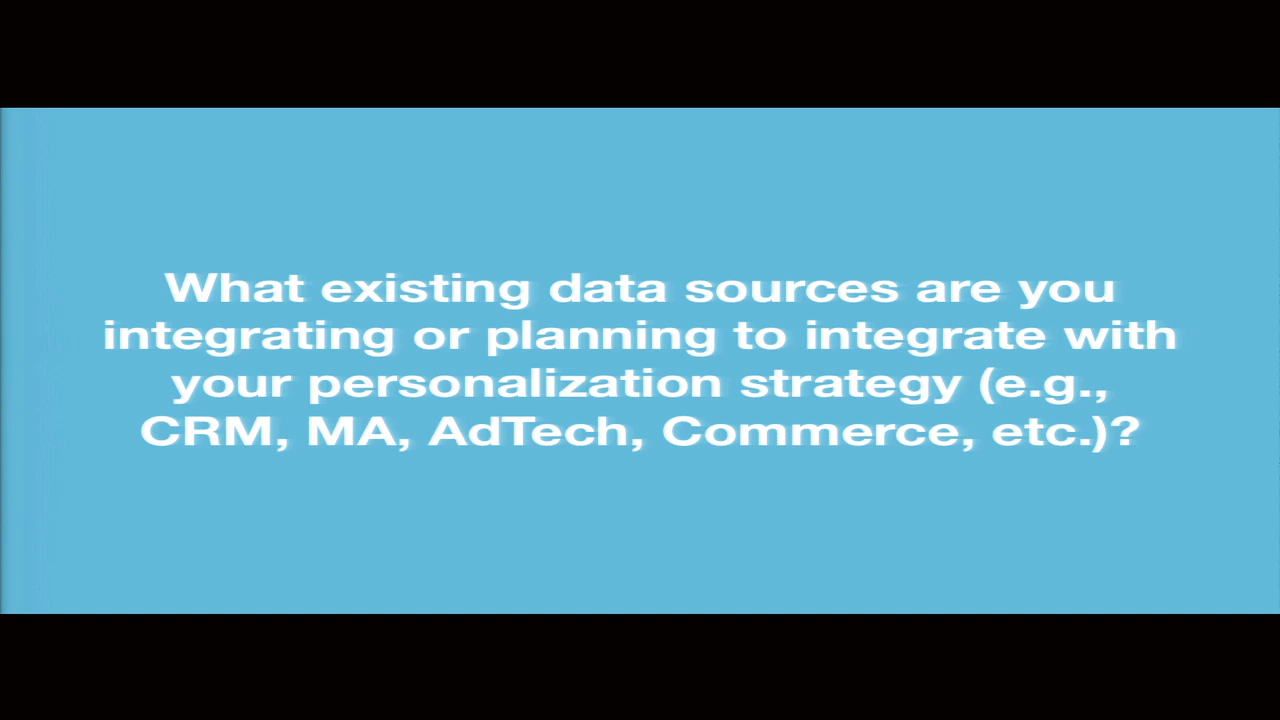 What existing data sources are you
integrating or planning to integrate with
your personalization strategy (e.g.,
CRM, MA, AdTech, Commerce, etc.)?